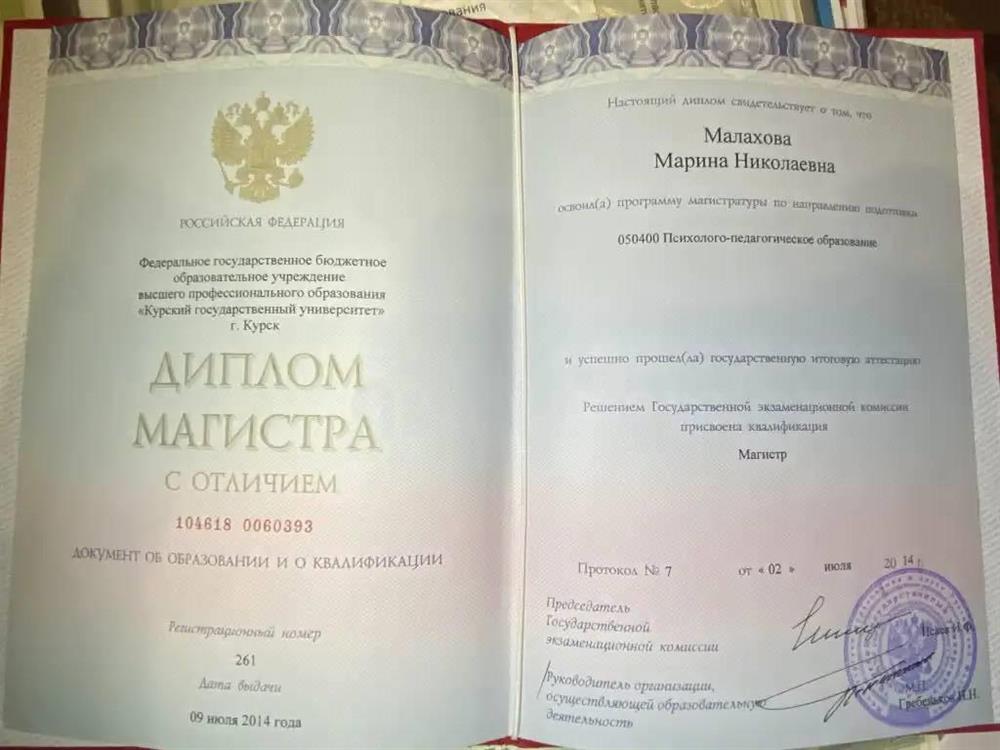 РОССИЙСКАЯ ФЕДЕРАЦИЯ
Федеральное государственное бюджетное
образовательное учреждение
высшего профессионального образования
«Курский государственный университет»
г. Курск
ДИПЛОМ
МАГИСТРА
С ОТЛИЧИЕМ
104618 0060393
ДОКУМЕНТ ОБ ОБРАЗОВАНИИ И О КВАЛИФИКАЦИИ
Регистрационный номер
261
Дата выдачи
09 июля 2014 года
Настоящий диплом свидетельствует о том, что
Малахова
Марина Николаевна
освоил(а) программу магистратуры по направлению подготовки
050400 Психолого-педагогическое образование
и успешно прошел(ла) государственную итоговую аттестацию
Решением Государственной экзаменационной комиссии
присвоена квалификация
Магистр
Протокол № 7 от « 02 » июля 2014 г.
Председатель
Государственной
экзаменационной комиссии
Исаев И.Ф.
Руководитель организации,
осуществляющей образовательную
деятельность
М.П.
Гребеньков Н.Н.